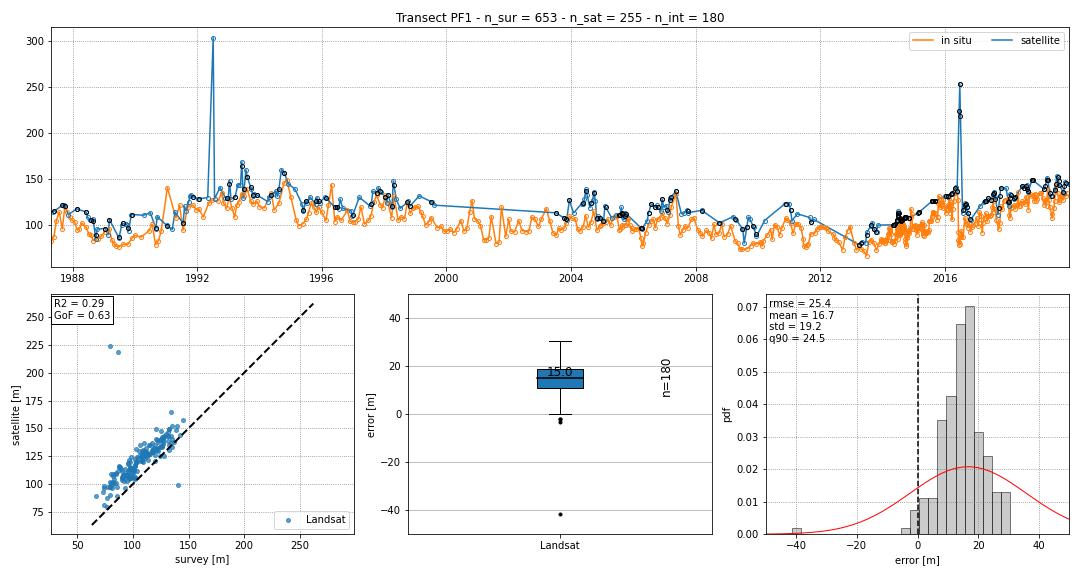 Transect PF1 - n_sur = 653 - n_sat = 255 - n_int = 180
in situ
satellite
300
250
200
150
100
1988
1992
1996
2000
2004
2008
2012
2016
R2 = 0.29
GoF = 0.63
250
225
200
175
150
125
100
75
satellite [m]
50
100
150
200
250
survey [m]
Landsat
40
20
0
−20
−40
error [m]
15.0
n=180
Landsat
rmse = 25.4
mean = 16.7
std = 19.2
q90 = 24.5
0.07
0.06
0.05
0.04
0.03
0.02
0.01
0.00
pdf
−40
−20
0
20
40
error [m]